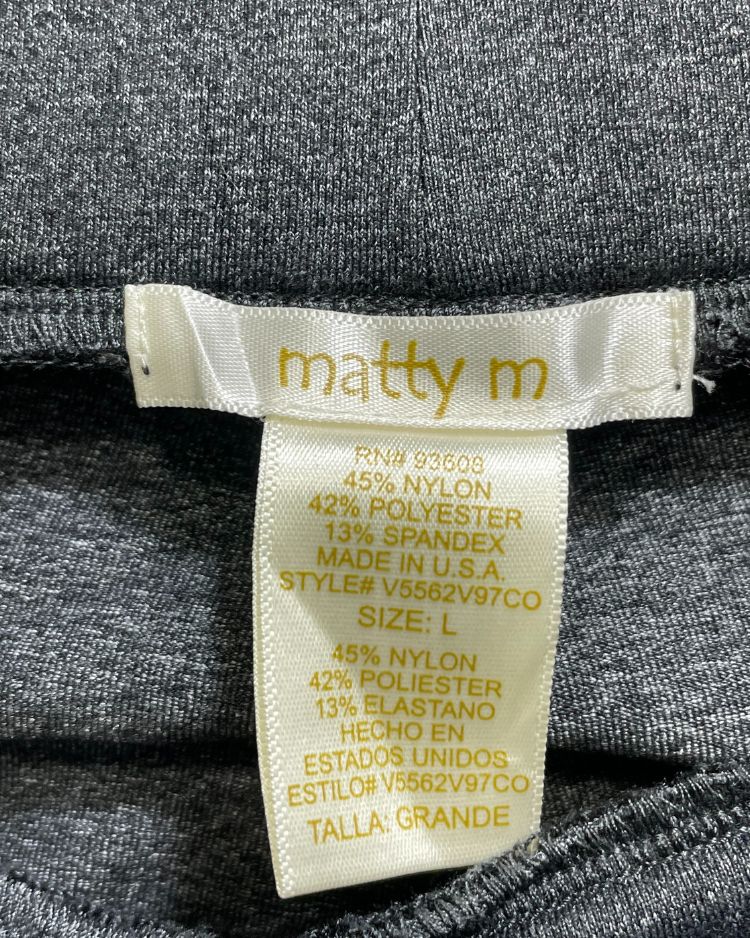 matty m
RN# 93608
45% NYLON
42% POLYESTER
13% SPANDEX
MADE IN U.S.A.
STYLE# V5562V97CO
SIZE: L
45% NYLON
42% POLIESTER
13% ELASTANO
HECHO EN
ESTADOS UNIDOS
ESTILO# V5562V97CO
TALLA: GRANDE